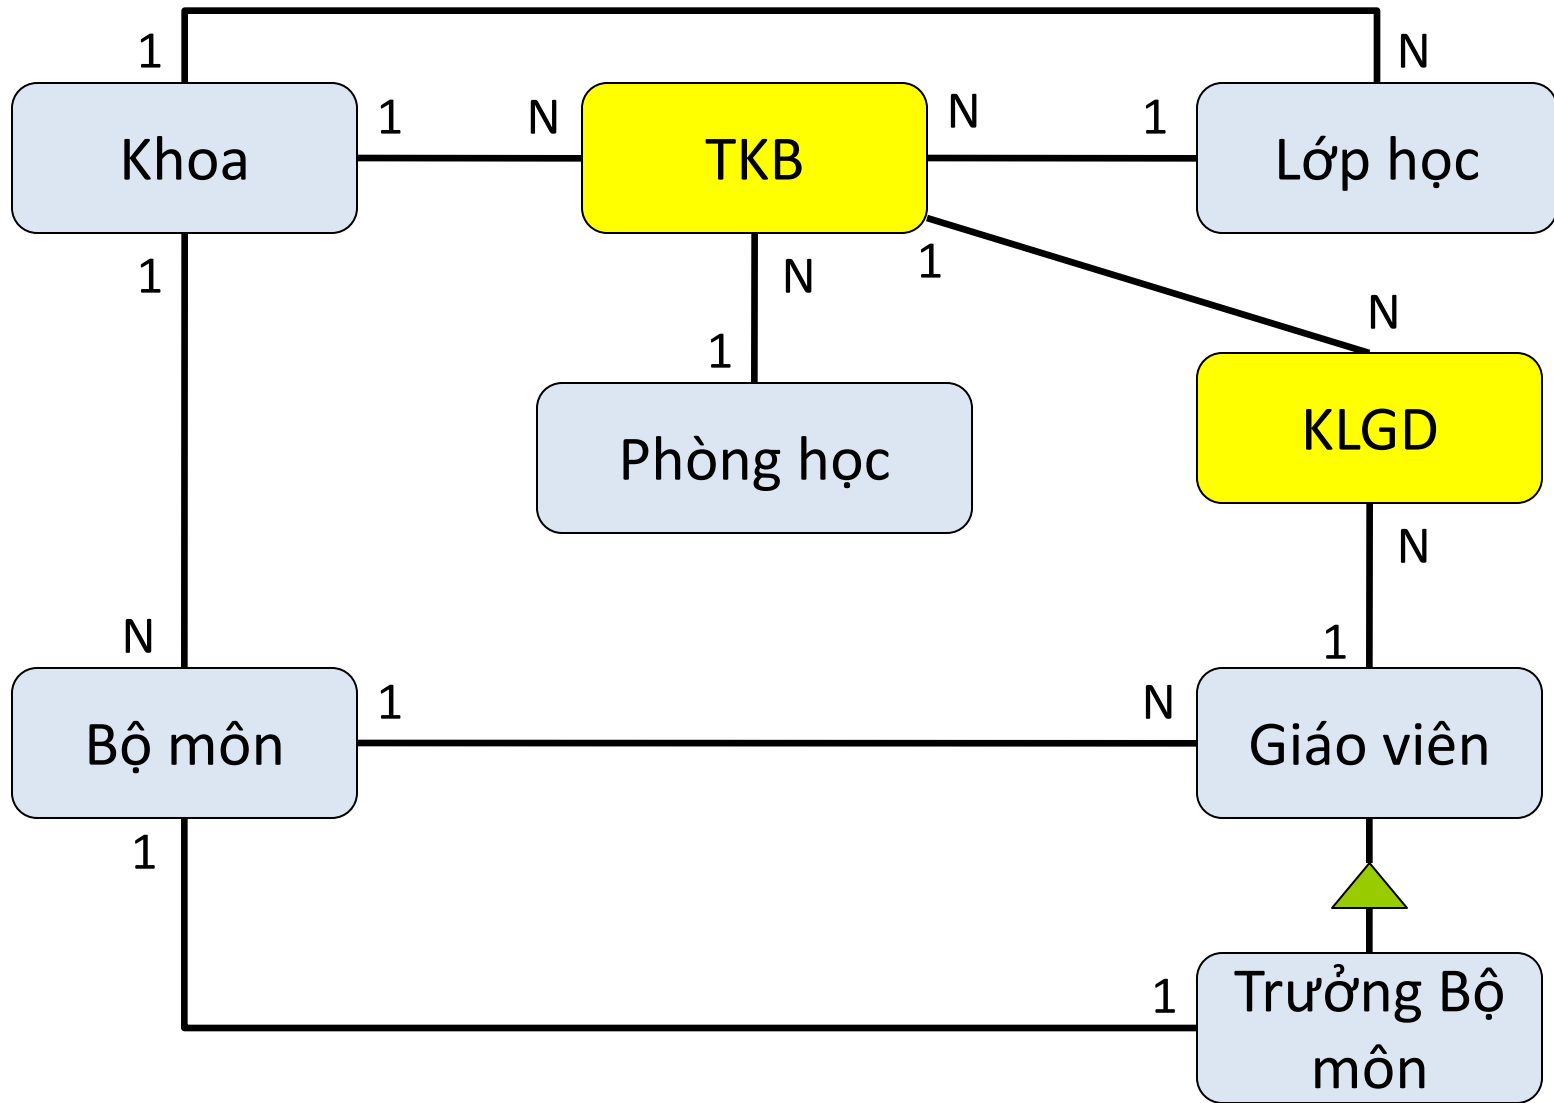 1
N
Khoa
1
N
TKB
N
1
Lớp học
1
N
1
N
1
Phòng học
KLGD
N
N
1
Bộ môn
1
N
Giáo viên
1
1
Trưởng Bộ
môn